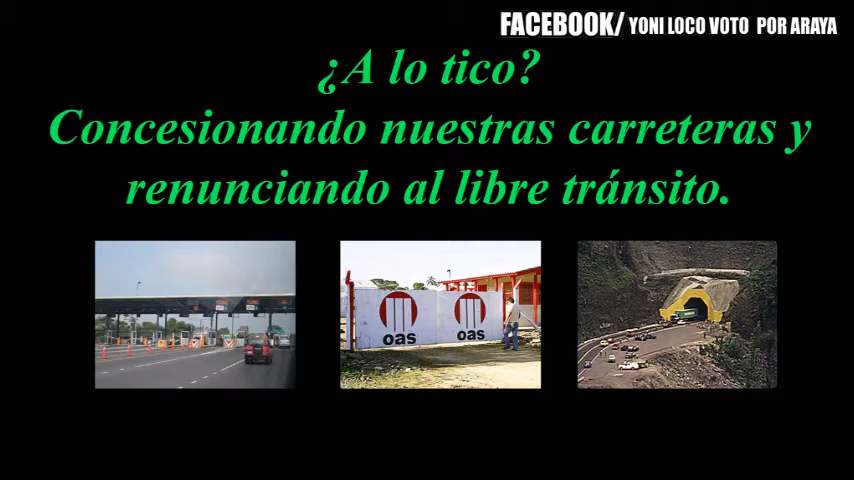 FACEBOOK/ YONI LOCO VOTO POR ARAYA
¿A lo tico?
Concesionando nuestras carreteras y
renunciando al libre tránsito.
oas
oas